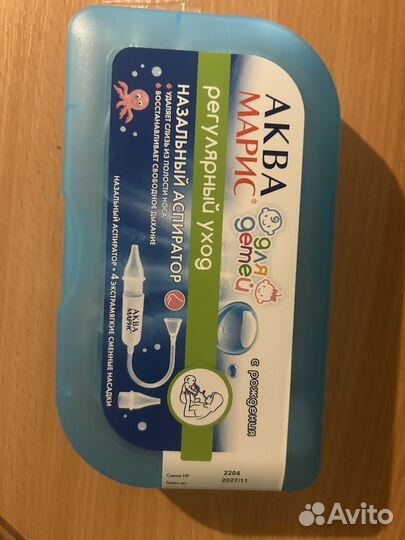 АКВА
МАРИС®
для
детей
с рождения
регулярный уход
НАЗАЛЬНЫЙ АСПИРАТОР
• УДАЛЯЕТ СЛИЗЬ ИЗ ПОЛОСТИ НОСА
• ВОССТАНАВЛИВАЕТ СВОБОДНОЕ ДЫХАНИЕ
АКВА
МАРИС
НАЗАЛЬНЫЙ АСПИРАТОР + 4 ЭКСТРАМЯГКИЕ СМЕННЫЕ НАСАДКИ
Серия №: 2204
Годен до: 2027/11
Avito